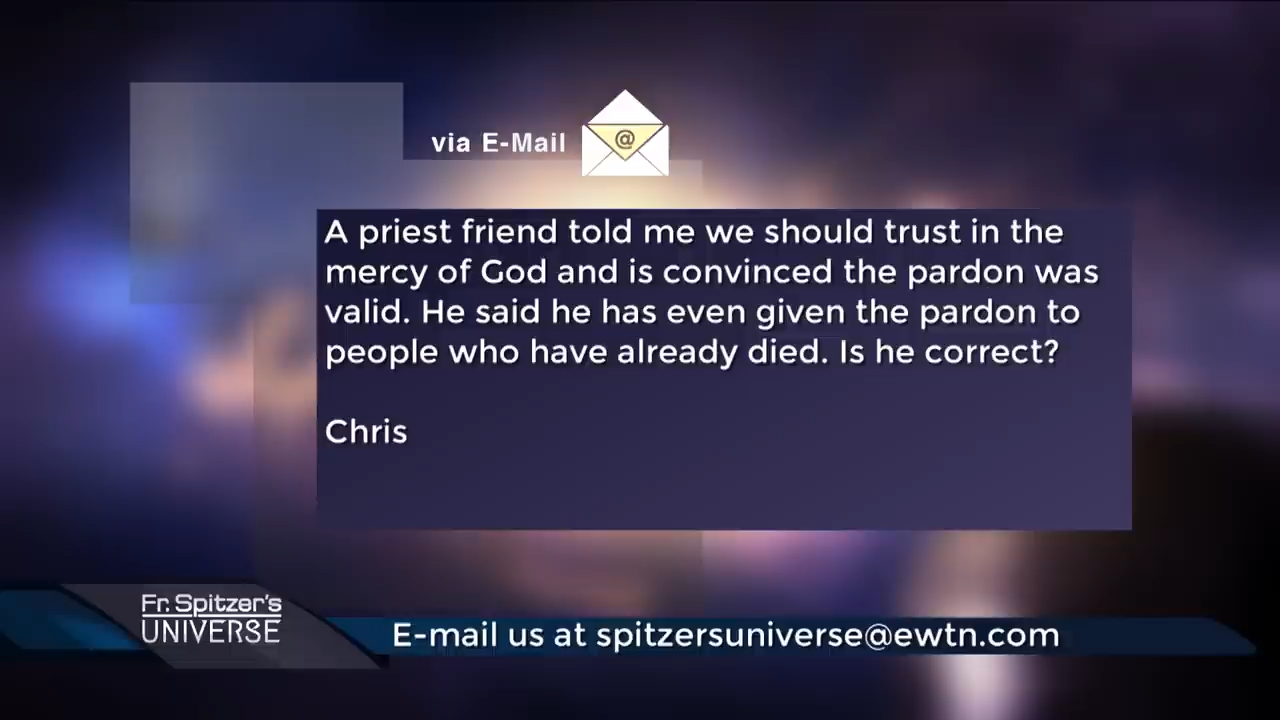 via E-Mail
@
A priest friend told me we should trust in the
mercy of God and is convinced the pardon was
valid. He said he has even given the pardon to
people who have already died. Is he correct?
Chris
Fr. Spitzer's
UNIVERSE
E-mail us at spitzersuniverse@ewtn.com